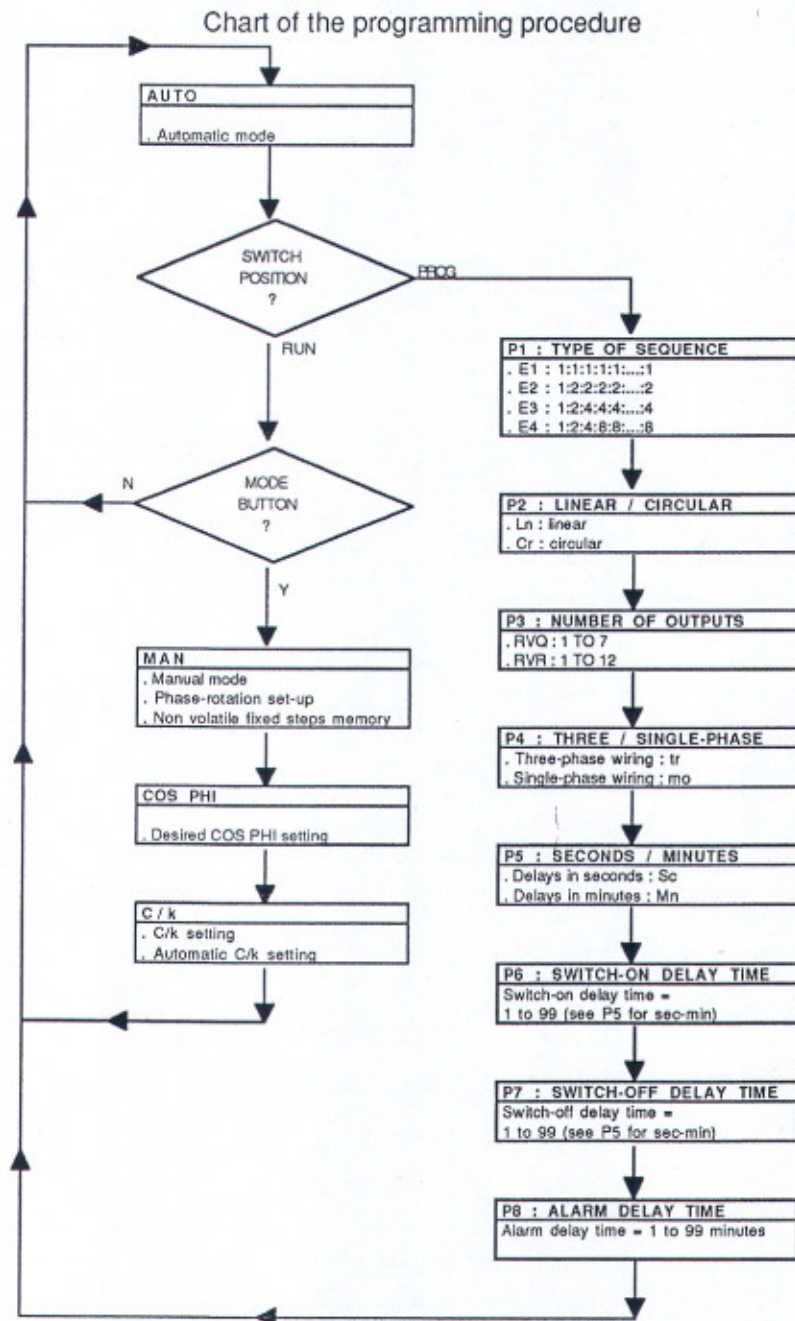 Chart of the programming procedure
AUTO
. Automatic mode
SWITCH
POSITION
?
PROG
RUN
MODE
BUTTON
?
N
Y
MAN
. Manual mode
. Phase-rotation set-up
. Non volatile fixed steps memory
COS PHI
. Desired COS PHI setting
C/k
. C/k setting
. Automatic C/k setting
P1 : TYPE OF SEQUENCE
. E1 : 1:1:1:1:1:...:1
. E2 : 1:2:2:2:2:...:2
. E3 : 1:2:4:4:4:...:4
. E4 : 1:2:4:8:8:...:8
P2 : LINEAR / CIRCULAR
. Ln : linear
. Cr : circular
P3 : NUMBER OF OUTPUTS
. RVQ : 1 TO 7
. RVR : 1 TO 12
P4 : THREE / SINGLE-PHASE
. Three-phase wiring : tr
. Single-phase wiring : mo
P5 : SECONDS / MINUTES
. Delays in seconds : Sc
. Delays in minutes : Mn
P6 : SWITCH-ON DELAY TIME
Switch-on delay time =
1 to 99 (see P5 for sec-min)
P7 : SWITCH-OFF DELAY TIME
Switch-off delay time =
1 to 99 (see P5 for sec-min)
P8 : ALARM DELAY TIME
Alarm delay time = 1 to 99 minutes